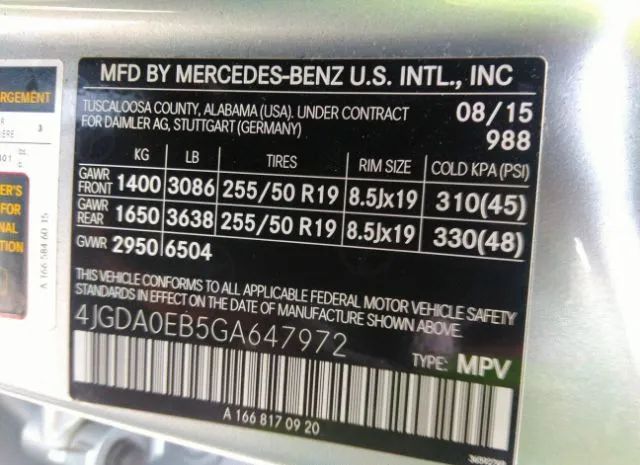 MFD BY MERCEDES-BENZ U.S. INTL., INC
TUSCALOOSA COUNTY, ALABAMA (USA). UNDER CONTRACT
FOR DAIMLER AG, STUTTGART (GERMANY)
08/15
988
KG LB TIRES RIM SIZE COLD KPA (PSI)
GAWR FRONT 1400 3086 255/50 R19 8.5Jx19 310(45)
GAWR REAR 1650 3638 255/50 R19 8.5Jx19 330(48)
GVWR 2950 6504
THIS VEHICLE CONFORMS TO ALL APPLICABLE FEDERAL MOTOR VEHICLE SAFETY
STANDARDS IN EFFECT ON THE DATE OF MANUFACTURE SHOWN ABOVE.
4JGDA0EB5GA647972
TYPE: MPV
A 166 817 09 20
3
FOR
A 166 584 60 15